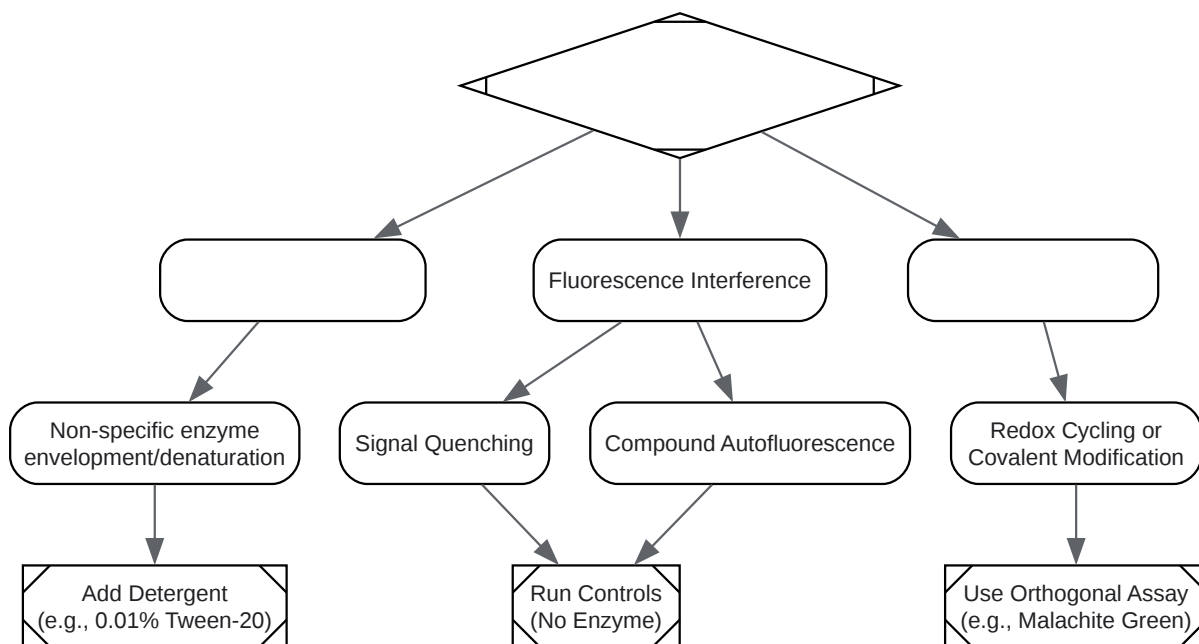 Fluorescence Interference
Non-specific enzyme
envelopment/denaturation
Signal Quenching
Compound Autofluorescence
Redox Cycling or
Covalent Modification
Add Detergent
(e.g., 0.01% Tween-20)
Run Controls
(No Enzyme)
Use Orthogonal Assay
(e.g., Malachite Green)